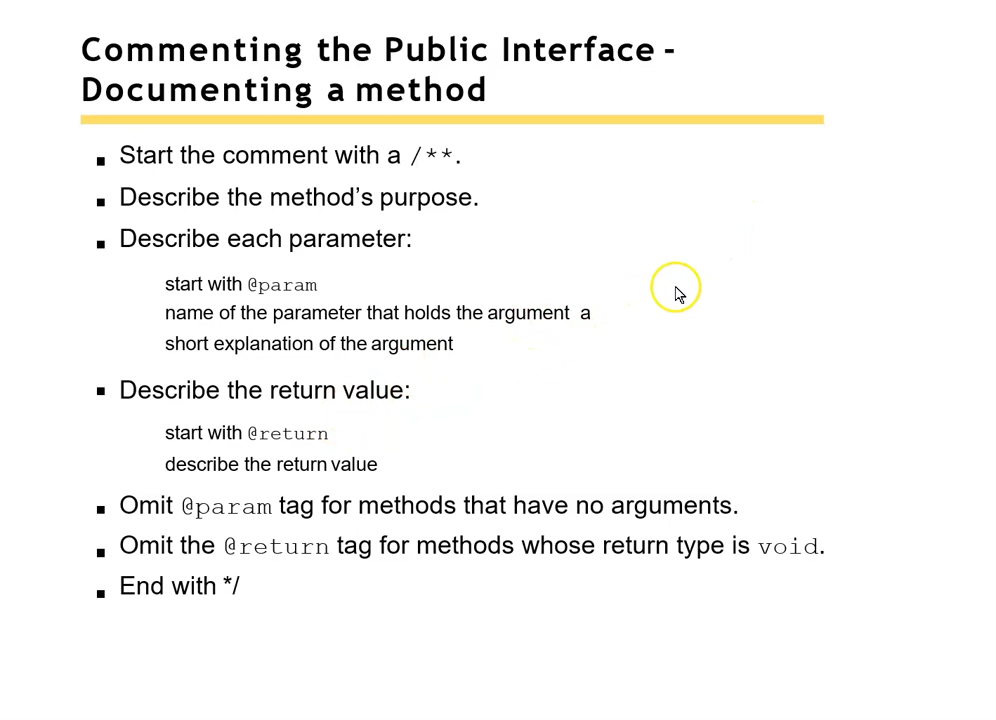 Commenting the Public Interface -
Documenting a method
Start the comment with a /**.
Describe the method’s purpose.
Describe each parameter:
start with @param
name of the parameter that holds the argument a
short explanation of the argument
Describe the return value:
start with @return
describe the return value
Omit @param tag for methods that have no arguments.
Omit the @return tag for methods whose return type is void.
End with */